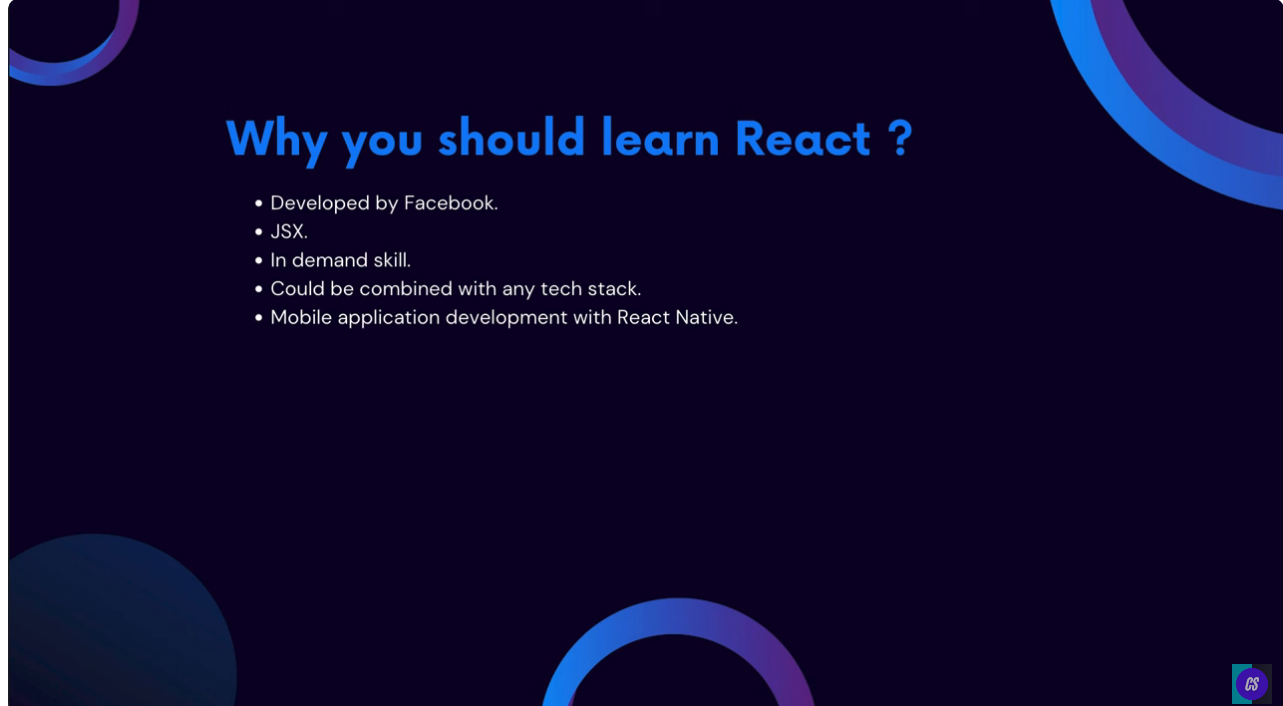 Why you should learn React ?
• Developed by Facebook.
• JSX.
• In demand skill.
• Could be combined with any tech stack.
• Mobile application development with React Native.
CS